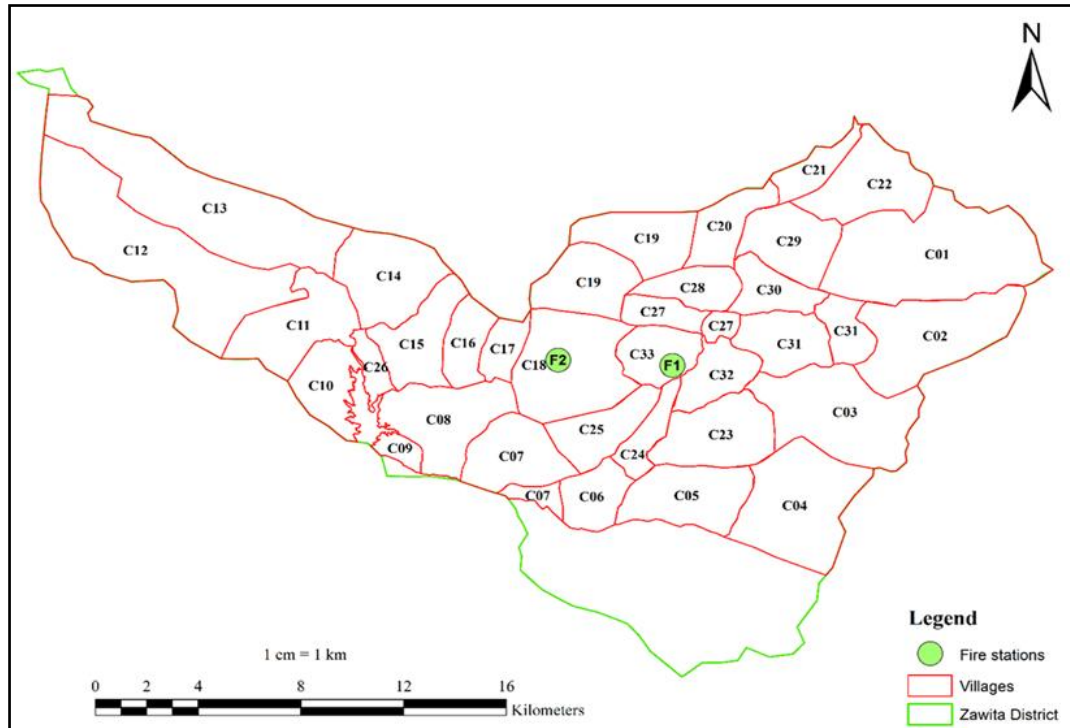 N
C21
C22
C13
C20
C19
C29
C12
C01
C14
C19
C28
C30
C27
C11
C27
C31
C31
C02
C16
C15
C17
C33
C18
F2
F1
C26
C32
C10
C03
C08
C25
C23
C09
C07
C24
C07
C06
C05
C04
1 cm = 1 km
0 2 4 8 12 16
Kilometers
Legend
Fire stations
Villages
Zawita District